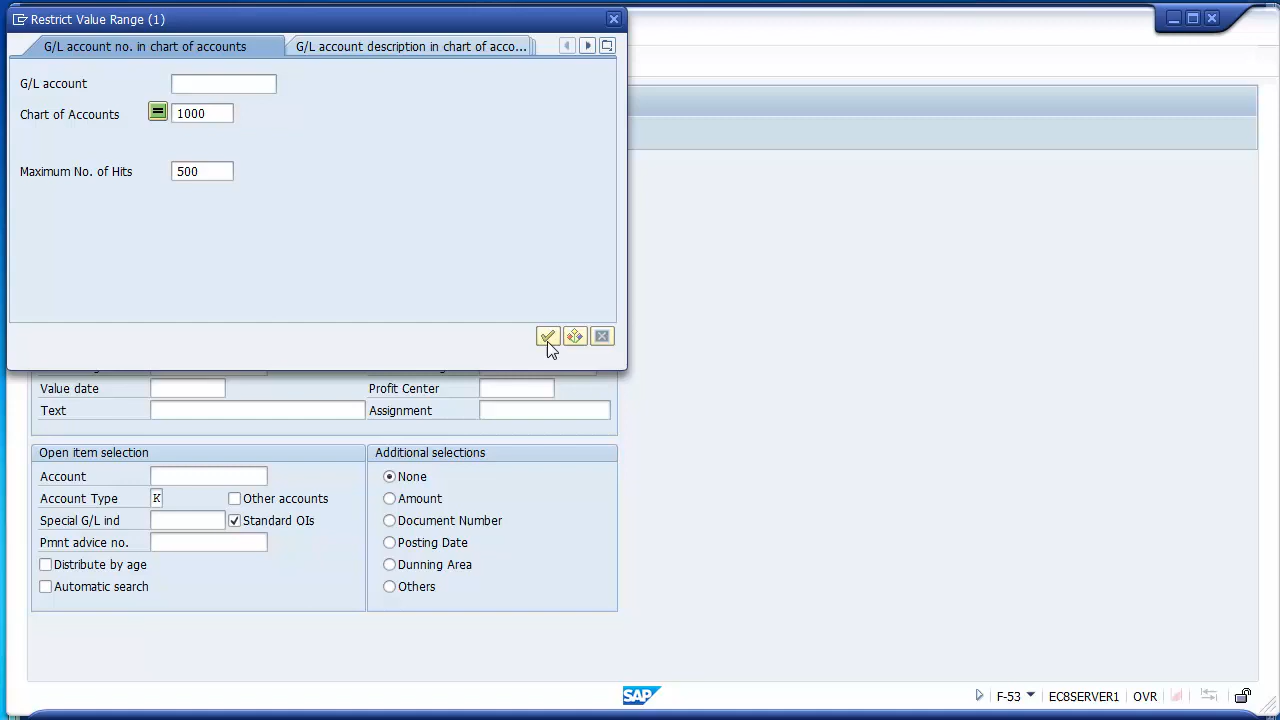 Restrict Value Range (1)
G/L account no. in chart of accounts
G/L account description in chart of acco...
G/L account
Chart of Accounts 1000
Maximum No. of Hits 500
Value date Profit Center
Text Assignment
Open item selection Additional selections
Account None
Account Type K Other accounts Amount
Special G/L ind Standard OIs Document Number
Pmnt advice no. Posting Date
Distribute by age Dunning Area
Automatic search Others
SAP F-53 EC8SERVER1 OVR